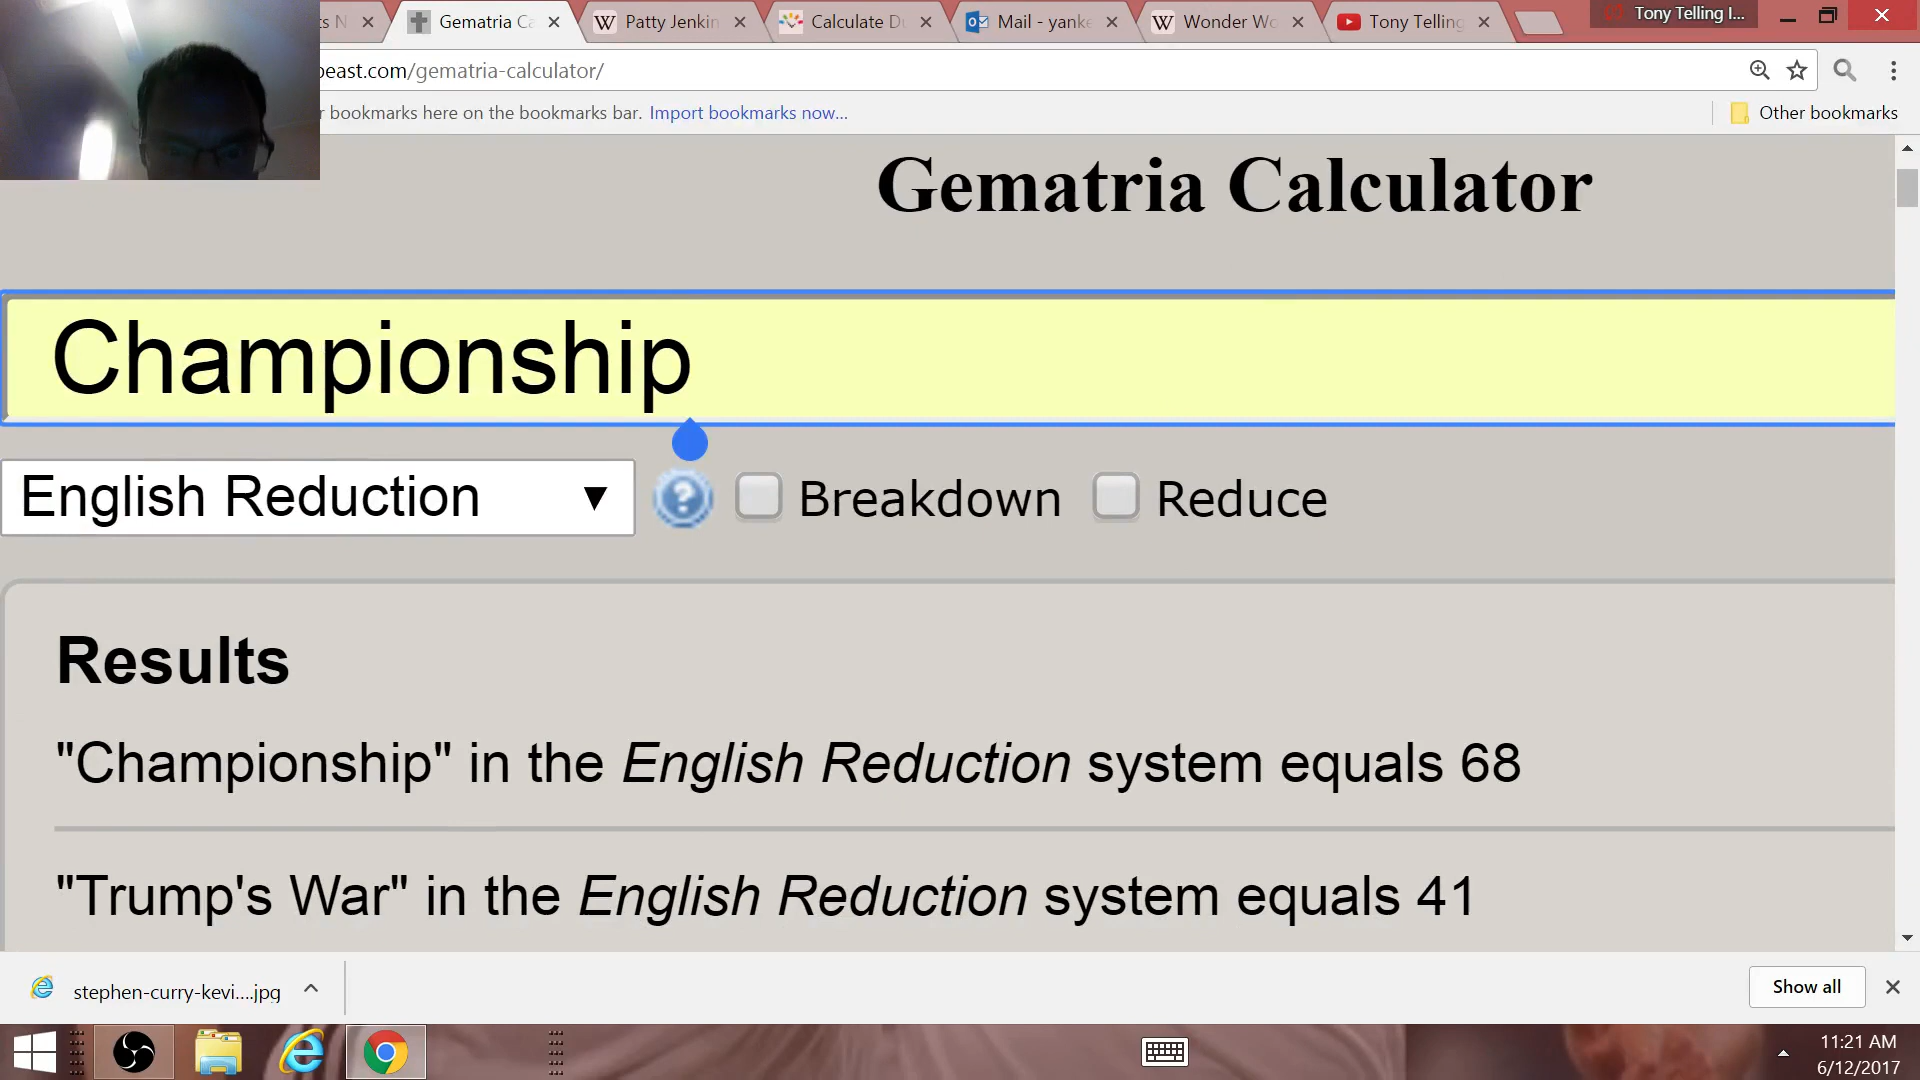 ts N
Gematria Ca
Patty Jenkin
Calculate Du
Mail - yanke
Wonder Wo
Tony Telling
Tony Telling I...
beast.com/gematria-calculator/
r bookmarks here on the bookmarks bar. Import bookmarks now...
Other bookmarks
Gematria Calculator
Championship
English Reduction
? Breakdown Reduce
Results
"Championship" in the English Reduction system equals 68
"Trump's War" in the English Reduction system equals 41
stephen-curry-kevi....jpg
Show all
11:21 AM
6/12/2017